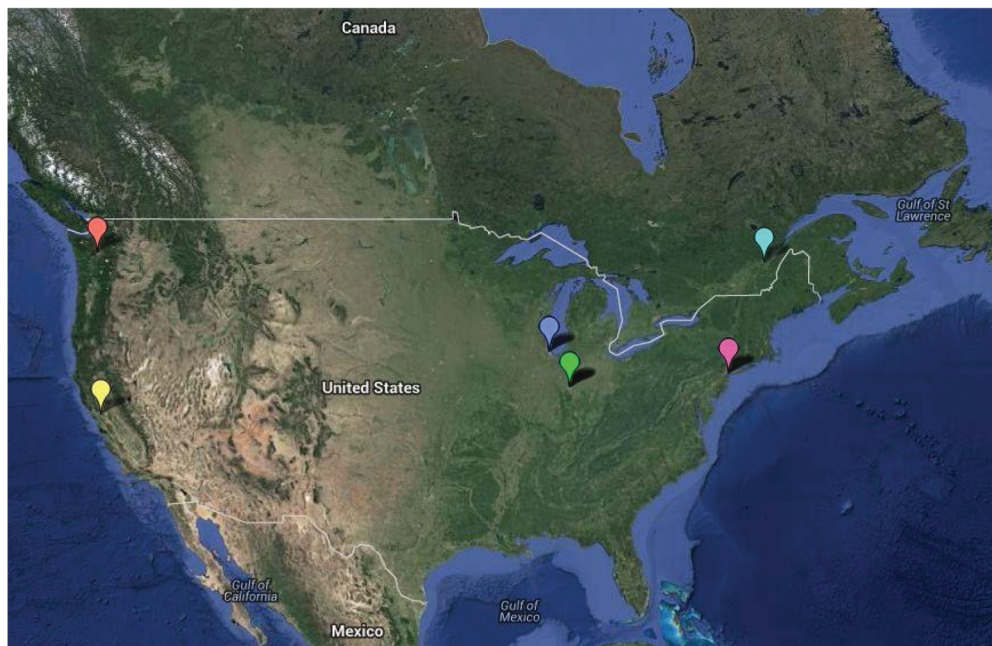 Canada
Gulf of St
Lawrence
United States
Gulf of
California
Gulf of
Mexico
Mexico